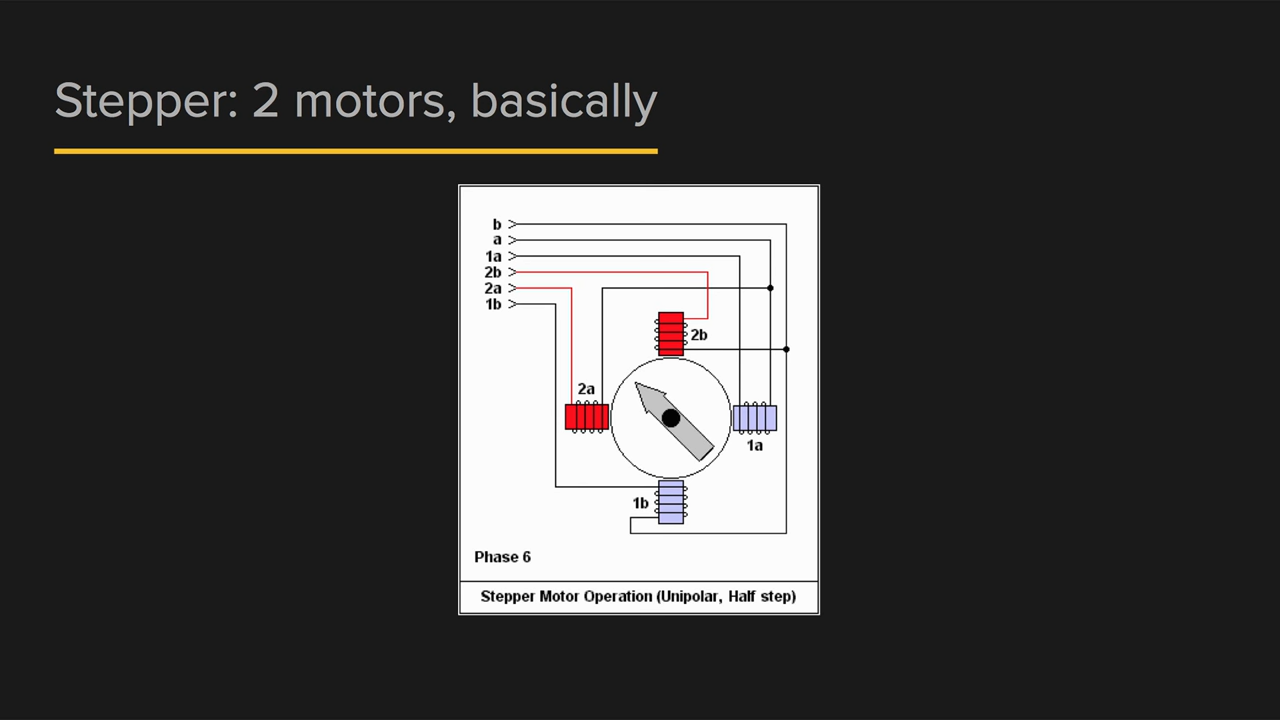 Stepper: 2 motors, basically
b
a
1a
2b
2a
1b
2b
2a
1a
1b
Phase 6
Stepper Motor Operation (Unipolar, Half step)